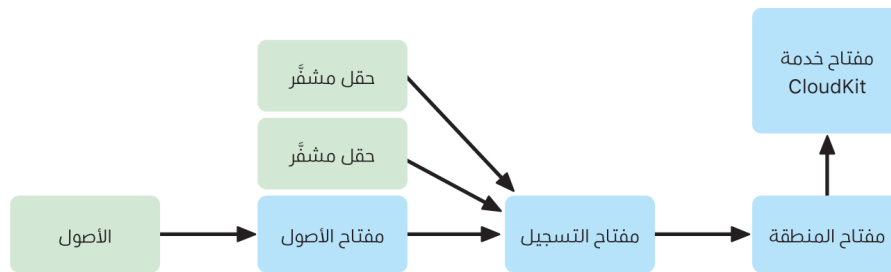 مفتاح خدمة
CloudKit
حقل مشفَّر
حقل مشفَّر
مفتاح المنطقة
مفتاح التسجيل
مفتاح الأصول
الأصول